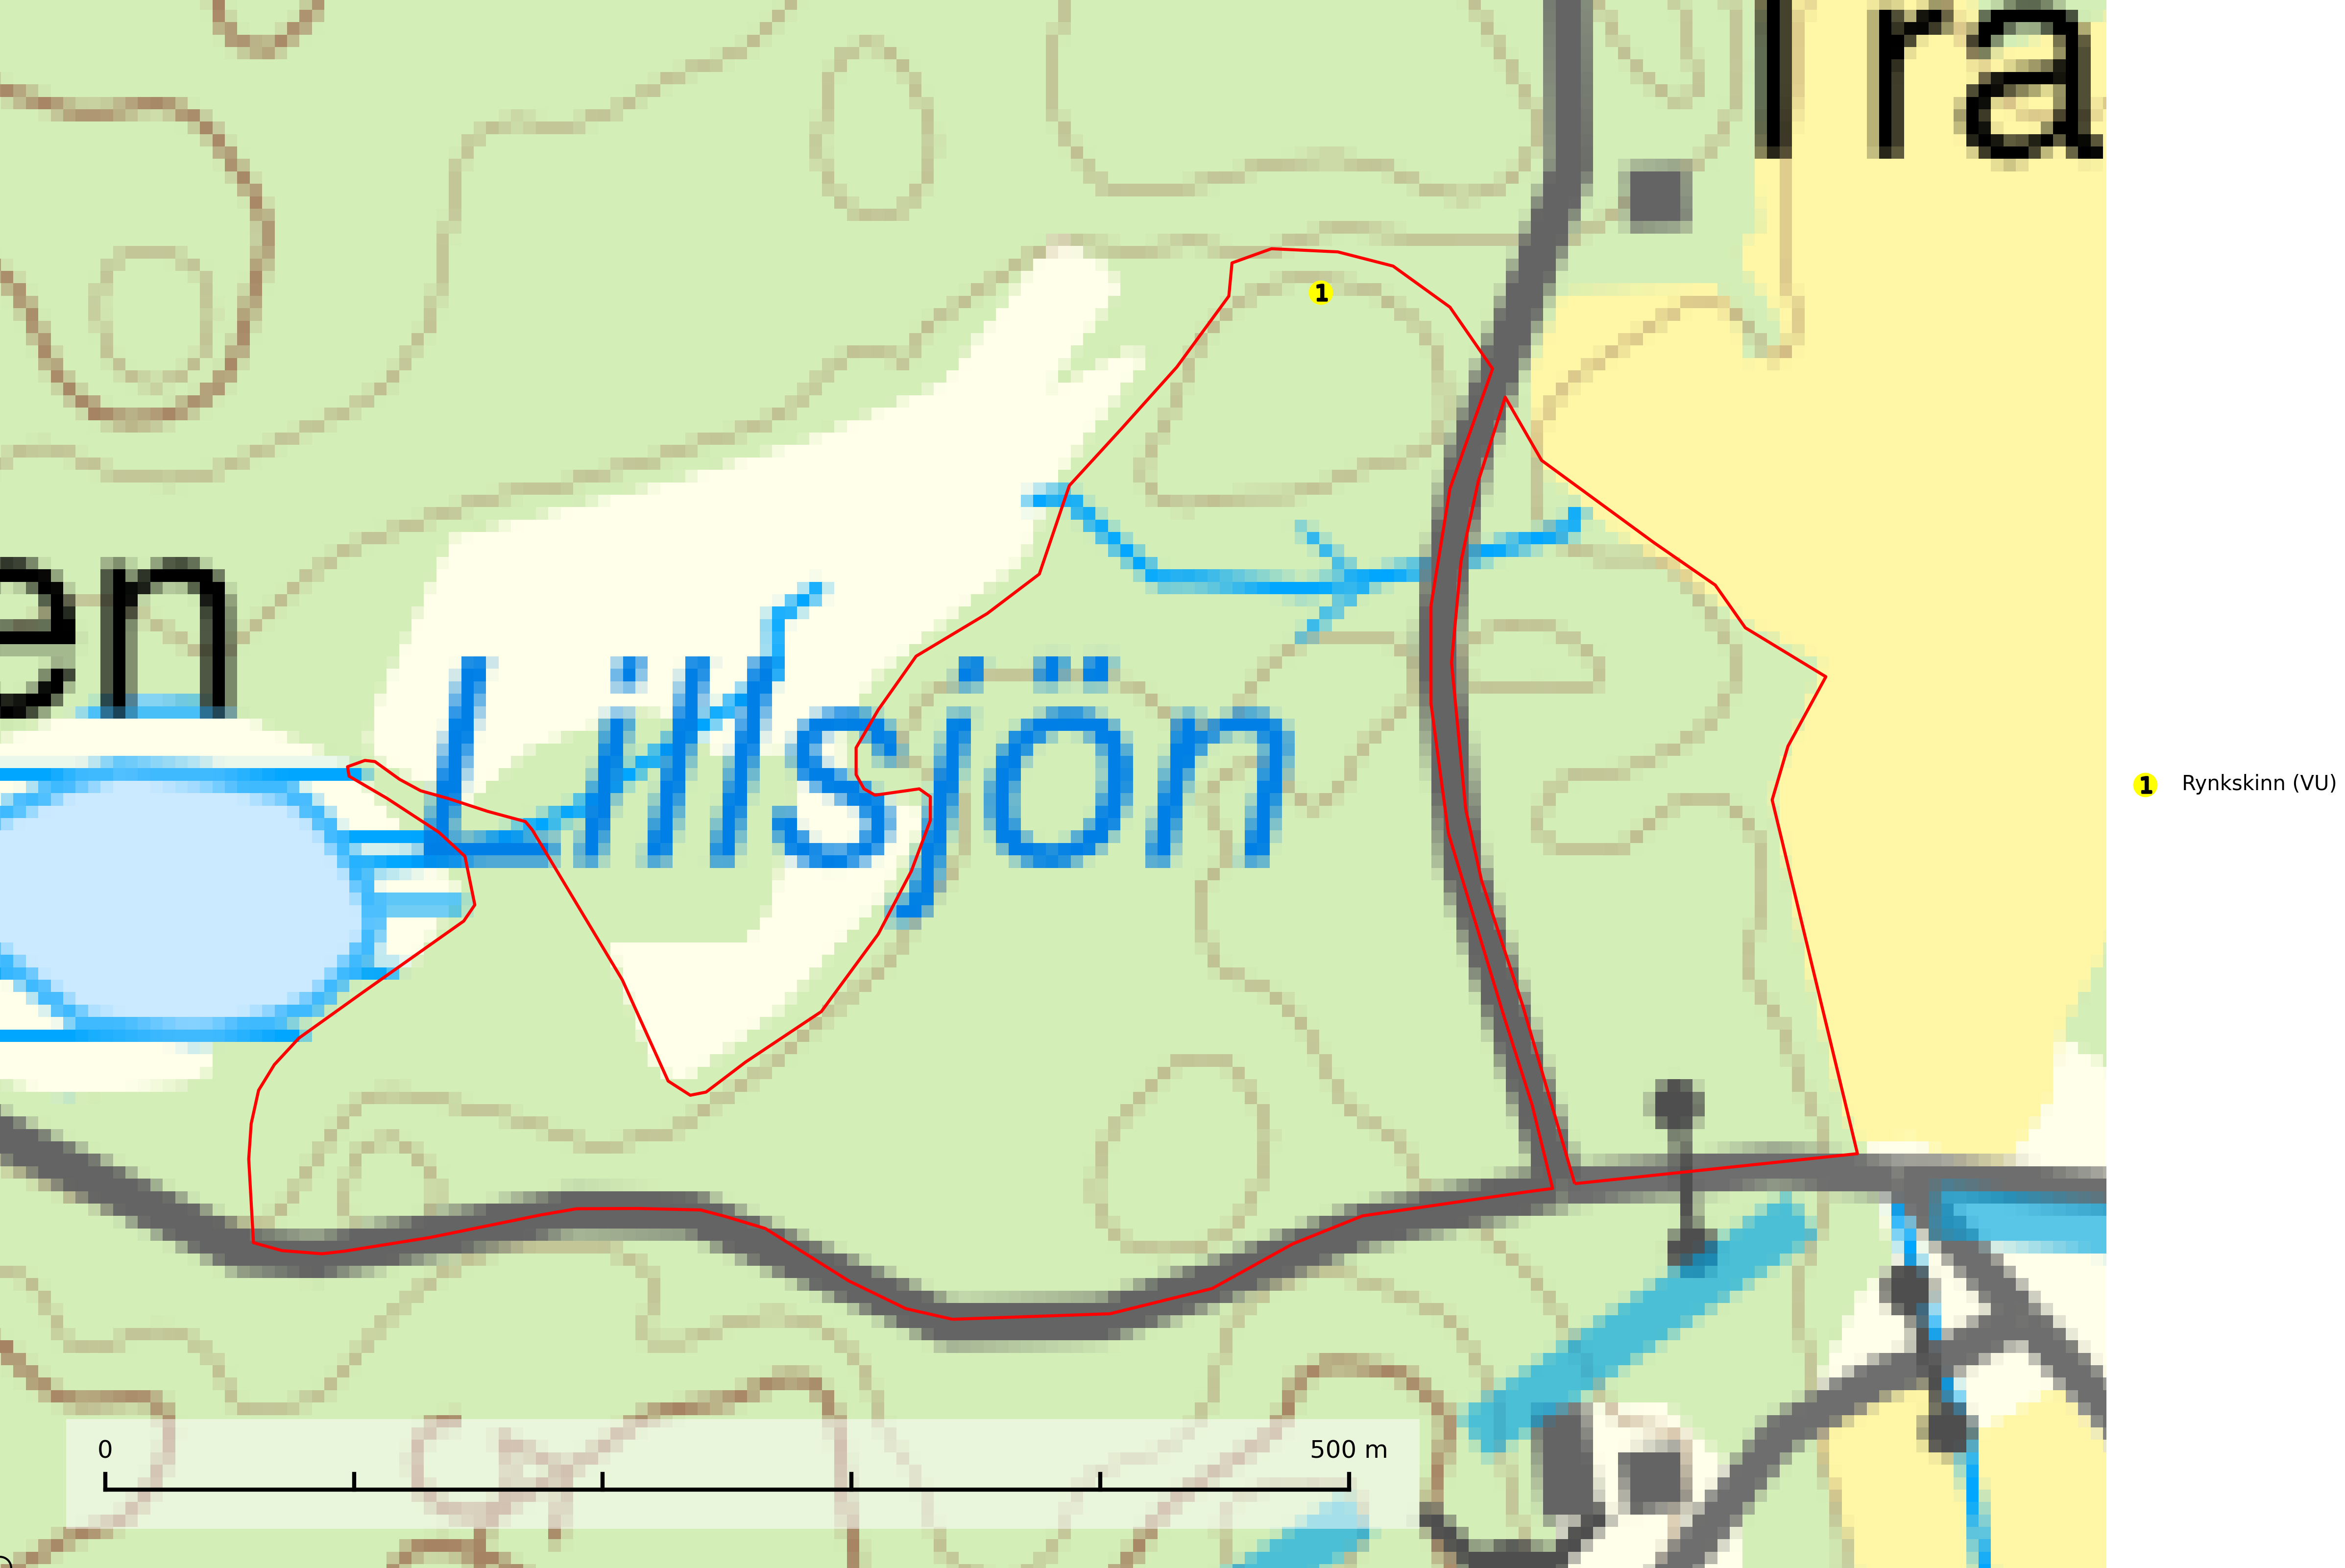 Tra
1
en
Lillsjön
1 Rynkskinn (VU)
0 500 m